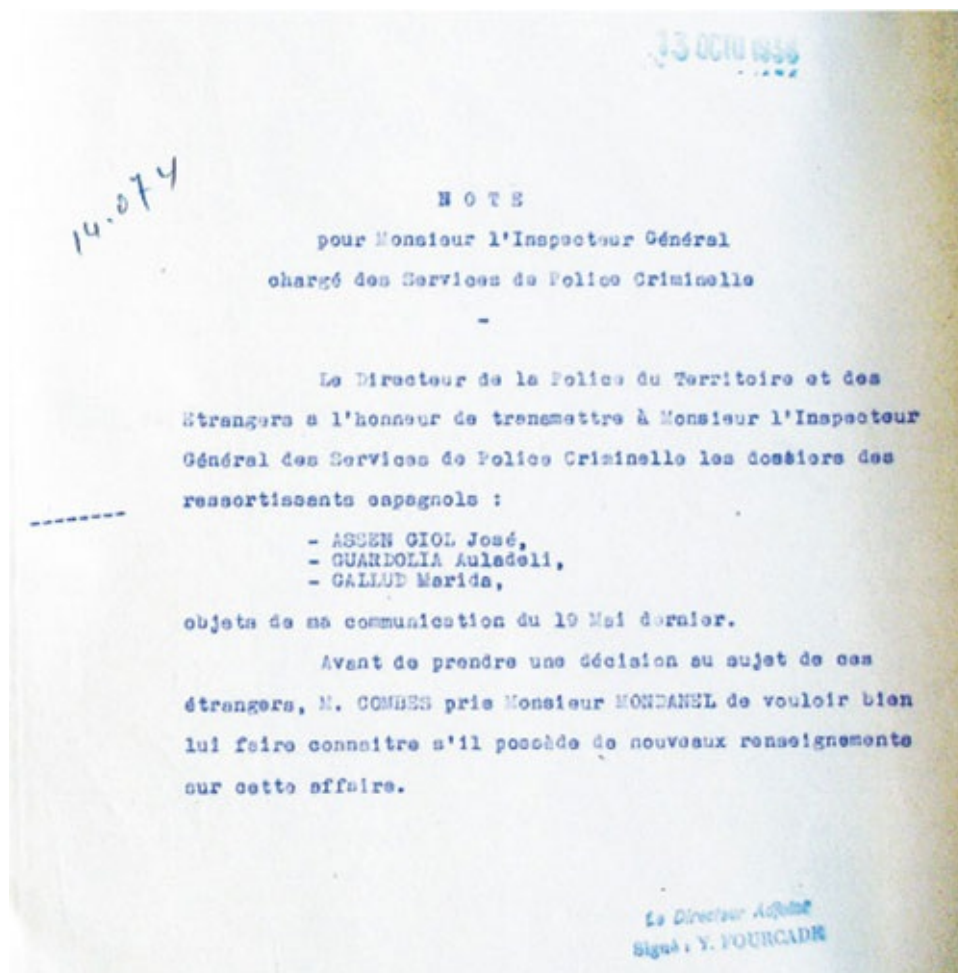 13 OCTO 1938
14.074
NOTE
pour Monsieur l'Inspecteur Général
chargé des Services de Police Criminelle
-
Le Directeur de la Police du Territoire et des
Etrangers a l'honneur de transmettre à Monsieur l'Inspecteur
Général des Services de Police Criminelle les dossiers des
ressortissants espagnols :
--------
- ASSEN GIOL José,
- GUARDOLIA Auladeli,
- GALLUD Marida,
objets de ma communication du 19 Mai dernier.
Avant de prendre une décision au sujet de ces
étrangers, M. COMBES prie Monsieur MONDANEL de vouloir bien
lui faire connaitre s'il possède de nouveaux renseignements
sur cette affaire.
Le Directeur Adjoint
Signé : Y. FOURCADE